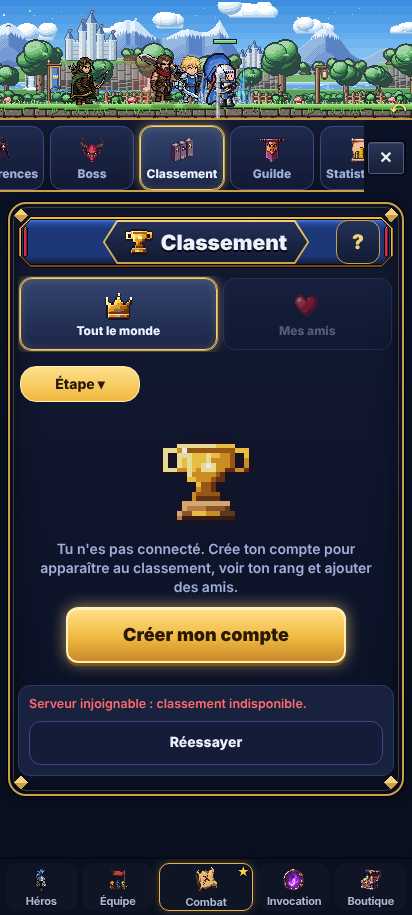 rences
Boss
Classement
Guilde
Statist
×
Classement
?
Tout le monde
Mes amis
Étape ▾
Tu n'es pas connecté. Crée ton compte pour
apparaître au classement, voir ton rang et ajouter
des amis.
Créer mon compte
Serveur injoignable : classement indisponible.
Réessayer
Héros
Équipe
Combat
Invocation
Boutique